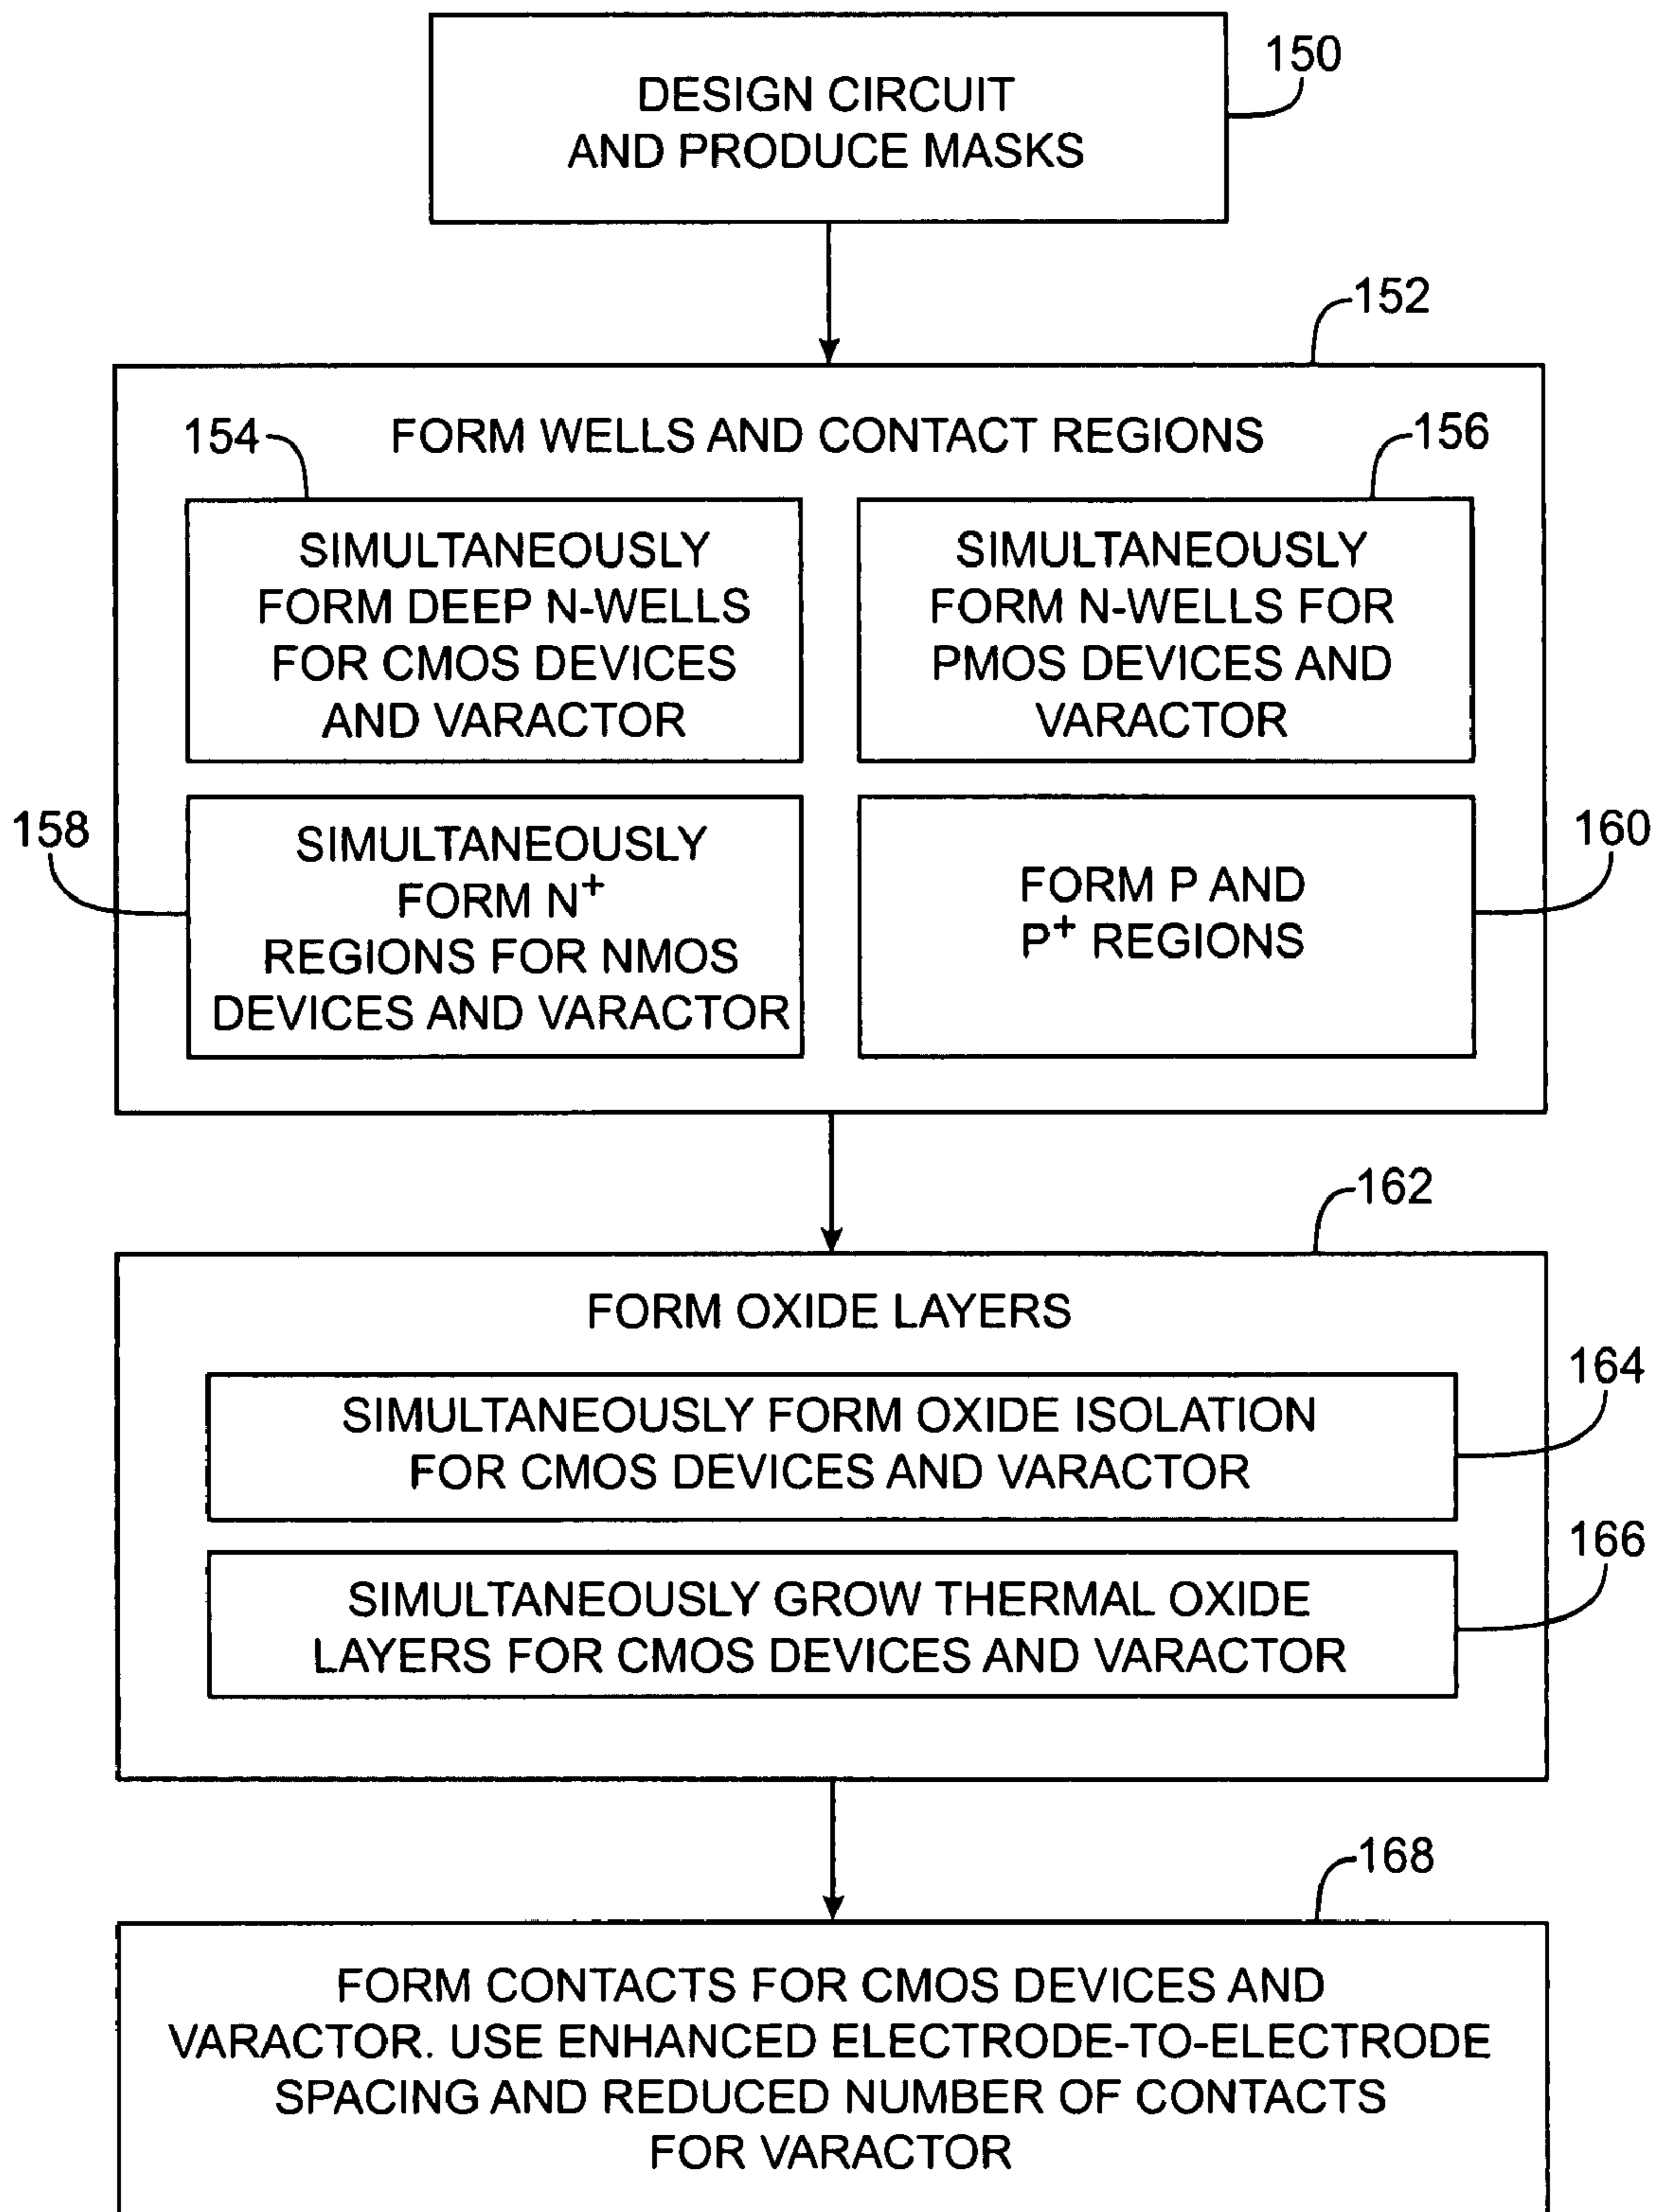 150
DESIGN CIRCUIT
AND PRODUCE MASKS
152
FORM WELLS AND CONTACT REGIONS
154
156
SIMULTANEOUSLY
FORM DEEP N-WELLS
FOR CMOS DEVICES
AND VARACTOR
SIMULTANEOUSLY
FORM N-WELLS FOR
PMOS DEVICES AND
VARACTOR
158
SIMULTANEOUSLY
FORM N⁺
REGIONS FOR NMOS
DEVICES AND VARACTOR
160
FORM P AND
P⁺ REGIONS
162
FORM OXIDE LAYERS
164
SIMULTANEOUSLY FORM OXIDE ISOLATION
FOR CMOS DEVICES AND VARACTOR
166
SIMULTANEOUSLY GROW THERMAL OXIDE
LAYERS FOR CMOS DEVICES AND VARACTOR
168
FORM CONTACTS FOR CMOS DEVICES AND
VARACTOR. USE ENHANCED ELECTRODE-TO-ELECTRODE
SPACING AND REDUCED NUMBER OF CONTACTS
FOR VARACTOR